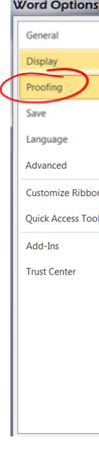 Word Options
General
Display
Proofing
Save
Language
Advanced
Customize Ribbon
Quick Access Tool
Add-Ins
Trust Center